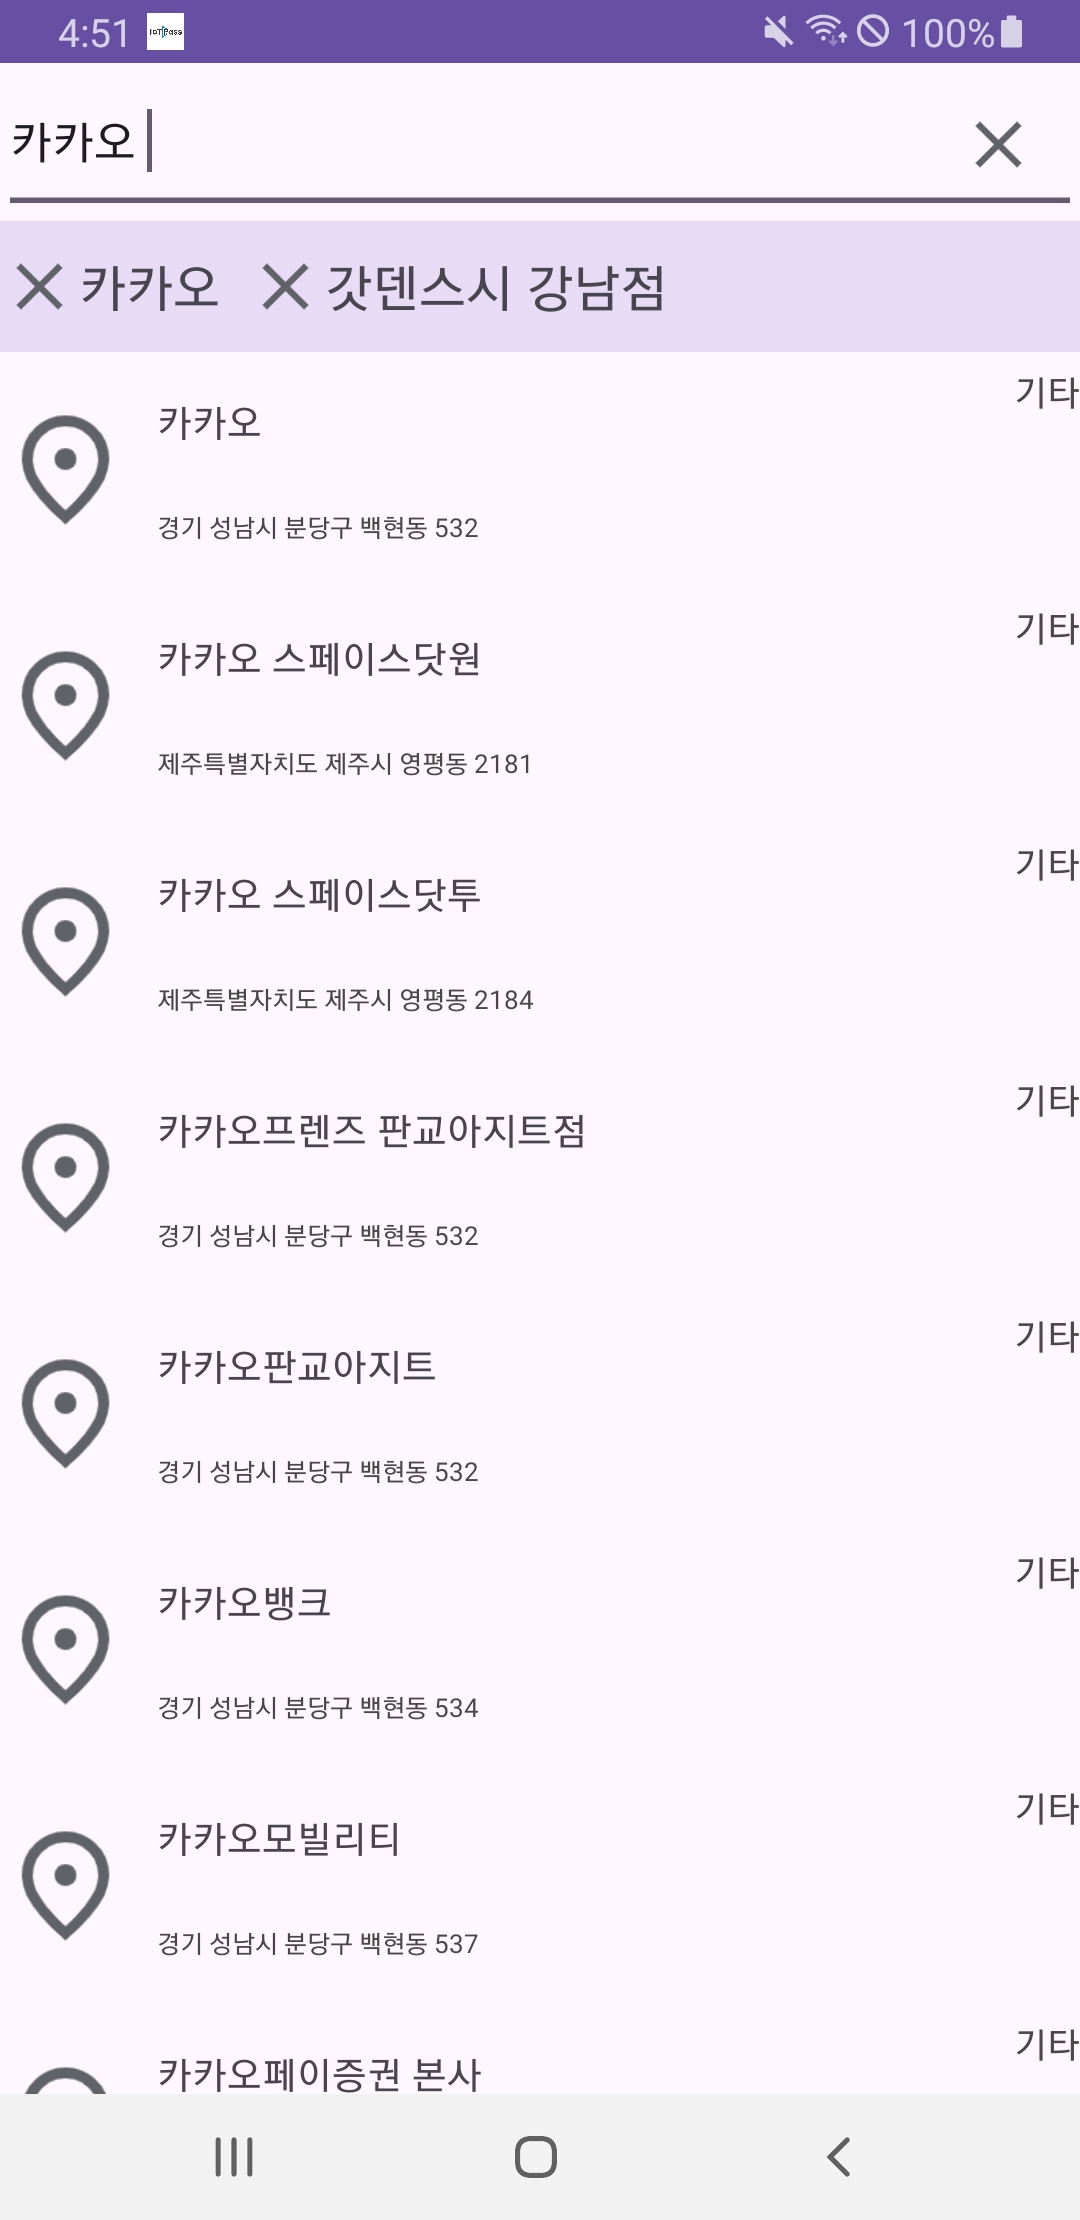 4:51 IoTPass 100%
카카오
카카오 갓덴스시 강남점
기타
카카오
경기 성남시 분당구 백현동 532
기타
카카오 스페이스닷원
제주특별자치도 제주시 영평동 2181
기타
카카오 스페이스닷투
제주특별자치도 제주시 영평동 2184
기타
카카오프렌즈 판교아지트점
경기 성남시 분당구 백현동 532
기타
카카오판교아지트
경기 성남시 분당구 백현동 532
기타
카카오뱅크
경기 성남시 분당구 백현동 534
기타
카카오모빌리티
경기 성남시 분당구 백현동 537
기타
카카오페이증권 본사